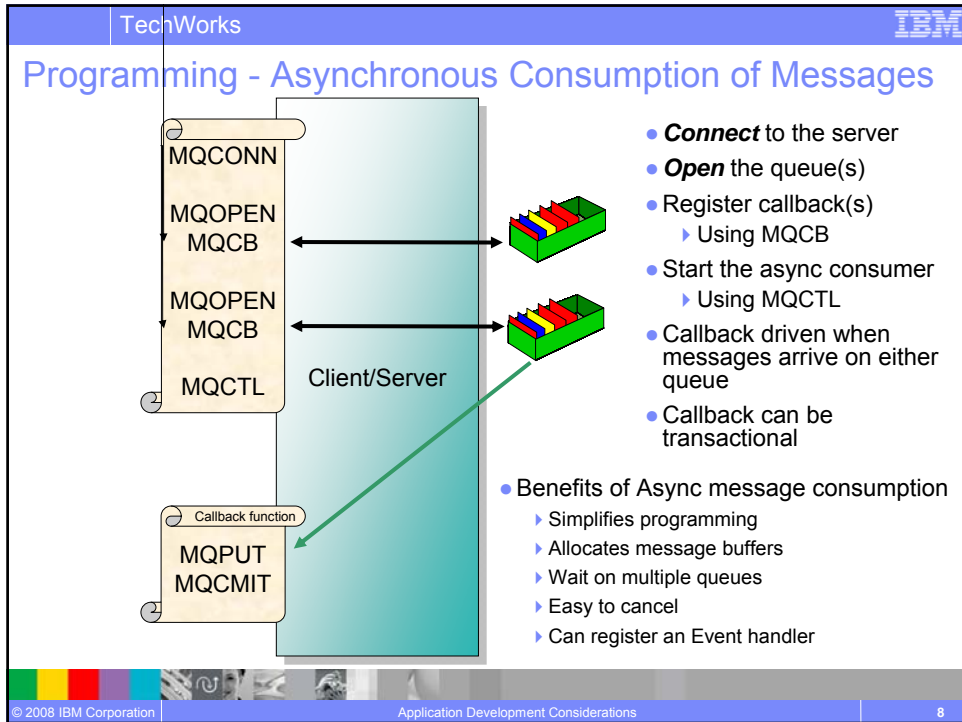 TechWorks
IBM
Programming - Asynchronous Consumption of Messages
MQCONN
MQOPEN
MQCB
MQOPEN
MQCB
MQCTL
Client/Server
Callback function
MQPUT
MQCMIT
Connect to the server
Open the queue(s)
Register callback(s)
Using MQCB
Start the async consumer
Using MQCTL
Callback driven when
messages arrive on either
queue
Callback can be
transactional
Benefits of Async message consumption
Simplifies programming
Allocates message buffers
Wait on multiple queues
Easy to cancel
Can register an Event handler
© 2008 IBM Corporation
Application Development Considerations
8